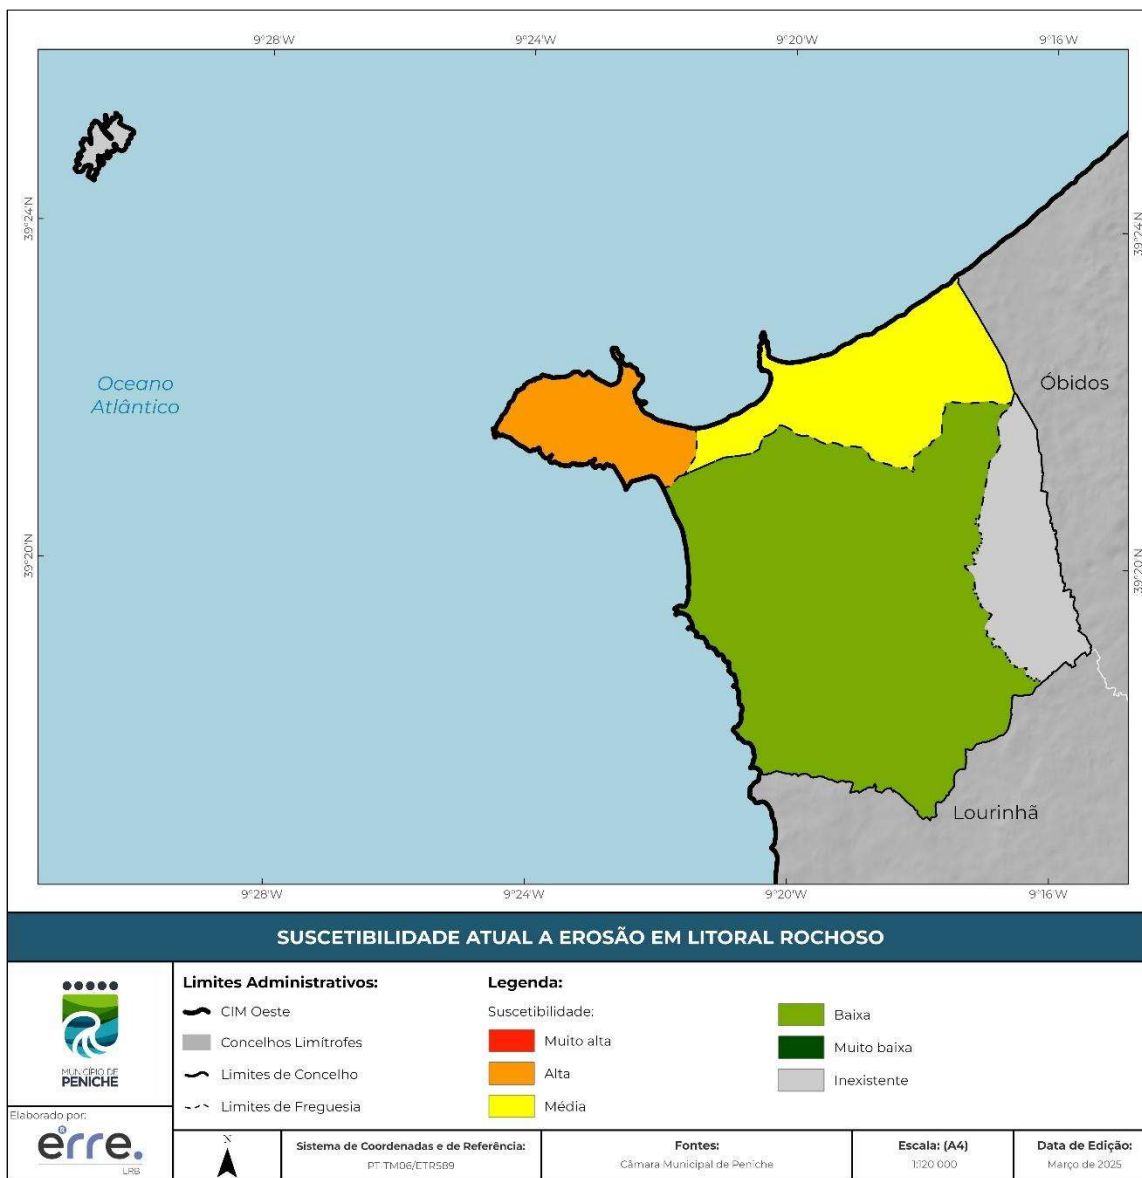 9°28'W 9°24'W 9°20'W 9°16'W
39°24'N 39°24'N
Oceano
Atlântico
Óbidos
39°20'N 39°20'N
Lourinhã
9°28'W 9°24'W 9°20'W 9°16'W
SUSCETIBILIDADE ATUAL A EROSÃO EM LITORAL ROCHOSO
MUNICÍPIO DE
PENICHE
Elaborado por:
erre.
LRB
Limites Administrativos:
CIM Oeste
Concelhos Limítrofes
Limites de Concelho
Limites de Freguesia
Legenda:
Suscetibilidade:
Muito alta
Alta
Média
Baixa
Muito baixa
Inexistente
N
Sistema de Coordenadas e de Referência:
PT-TM06/ETRS89
Fontes:
Câmara Municipal de Peniche
Escala: (A4)
1:120 000
Data de Edição:
Março de 2025